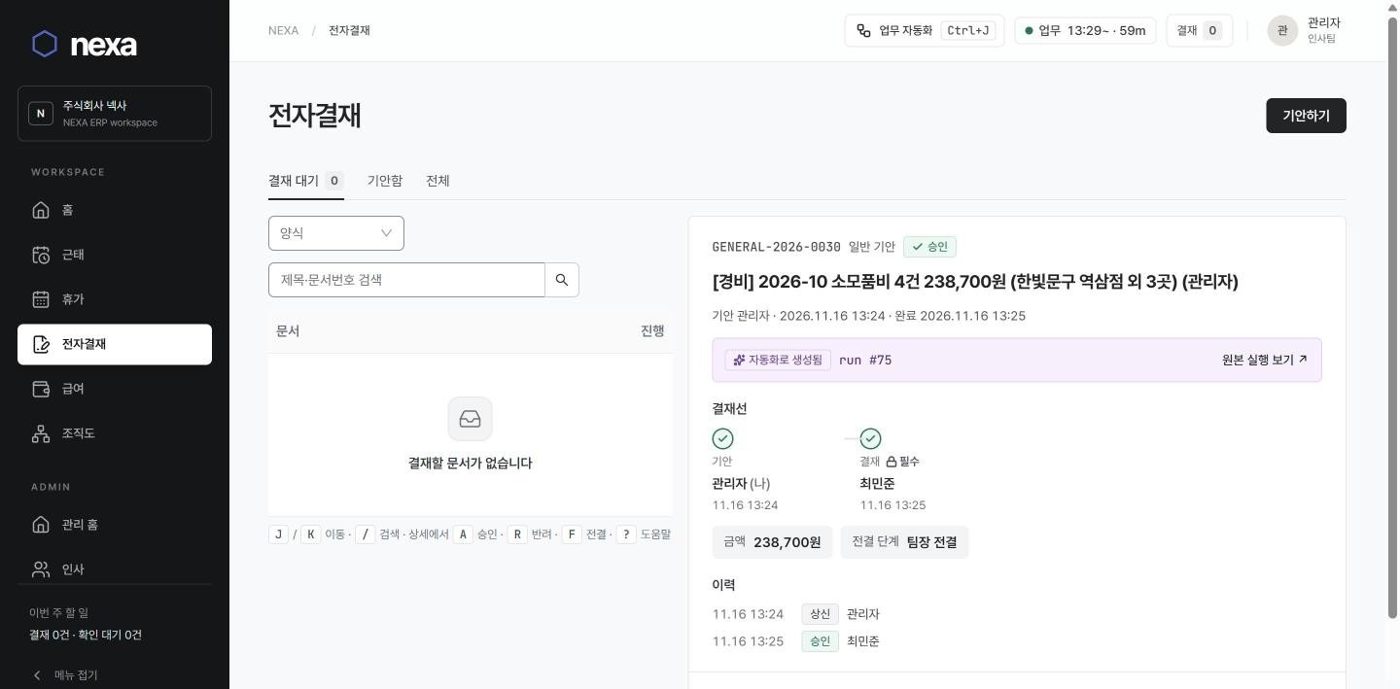 nexa
N
주식회사 넥사
NEXA ERP workspace
WORKSPACE
홈
근태
휴가
전자결재
급여
조직도
ADMIN
관리 홈
인사
이번 주 할 일
결재 0건 · 확인 대기 0건
메뉴 접기
NEXA / 전자결재
업무 자동화 Ctrl+J
업무 13:29~ · 59m
결재 0
관
관리자
인사팀
전자결재
기안하기
결재 대기 0
기안함
전체
양식
제목·문서번호 검색
문서 진행
결재할 문서가 없습니다
J / K 이동 · / 검색 · 상세에서 A 승인 · R 반려 · F 전결 · ? 도움말
GENERAL-2026-0030 일반 기안 승인
[경비] 2026-10 소모품비 4건 238,700원 (한빛문구 역삼점 외 3곳) (관리자)
기안 관리자 · 2026.11.16 13:24 · 완료 2026.11.16 13:25
자동화로 생성됨 run #75 원본 실행 보기 ↗
결재선
기안
관리자 (나)
11.16 13:24
결재 필수
최민준
11.16 13:25
금액 238,700원
전결 단계 팀장 전결
이력
11.16 13:24 상신 관리자
11.16 13:25 승인 최민준